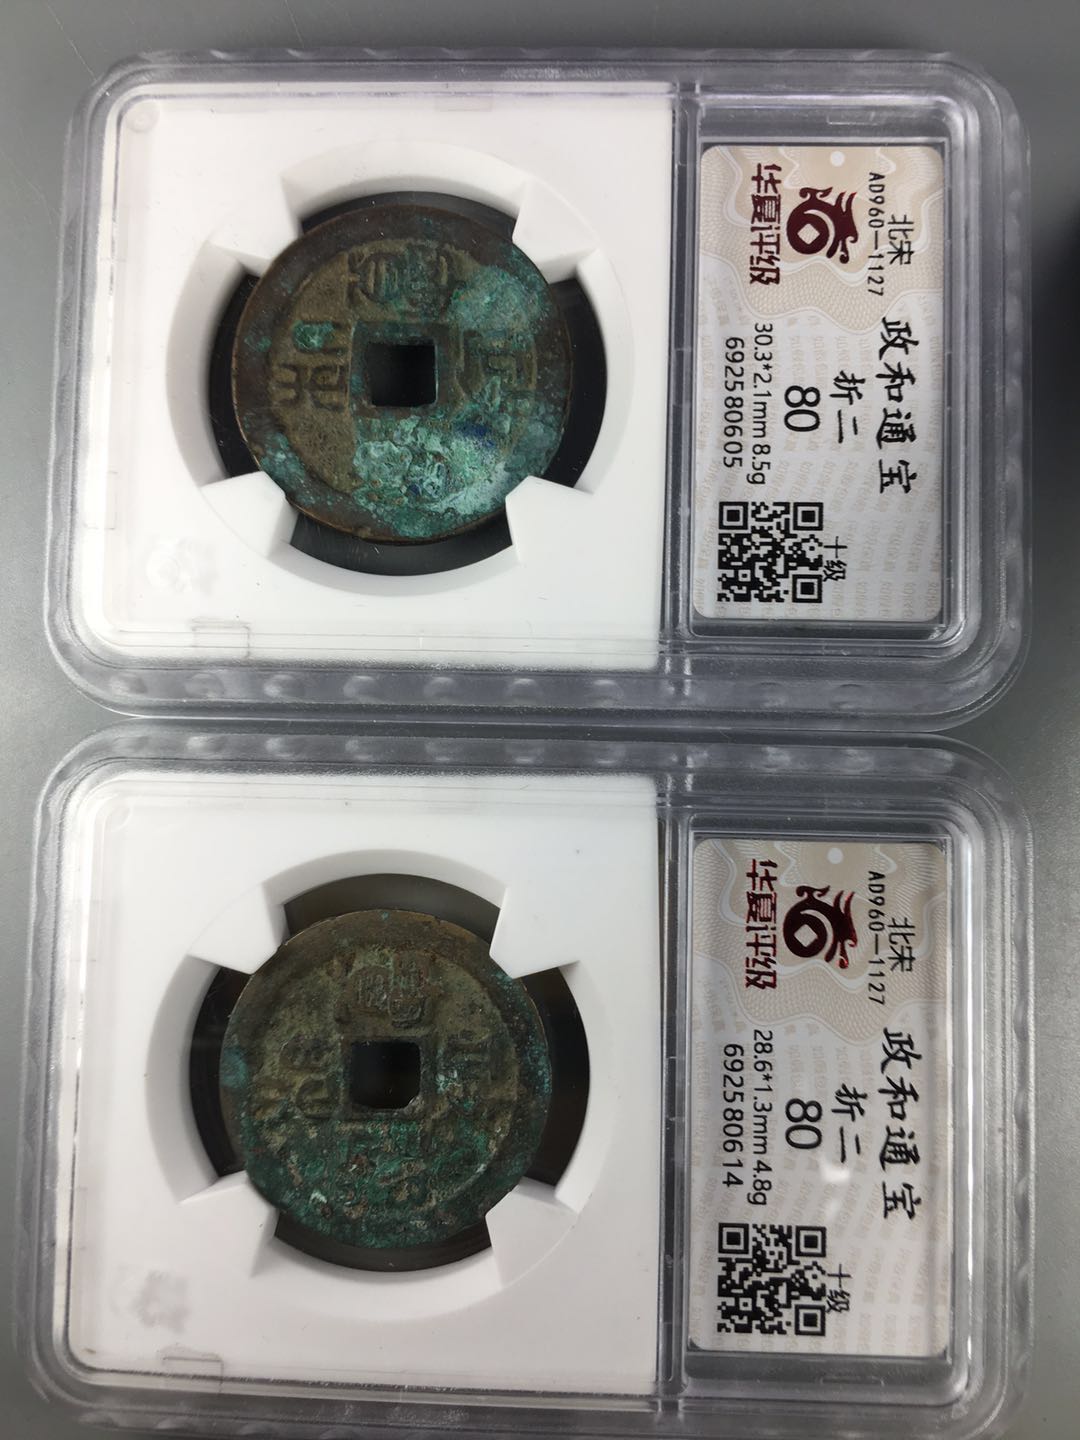 华夏评级
北宋
AD960—1127
政和通宝
折二
80
30.3*2.1mm 8.5g
692580605
十级
华夏评级
北宋
AD960—1127
政和通宝
折二
80
28.6*1.3mm 4.8g
692580614
十级